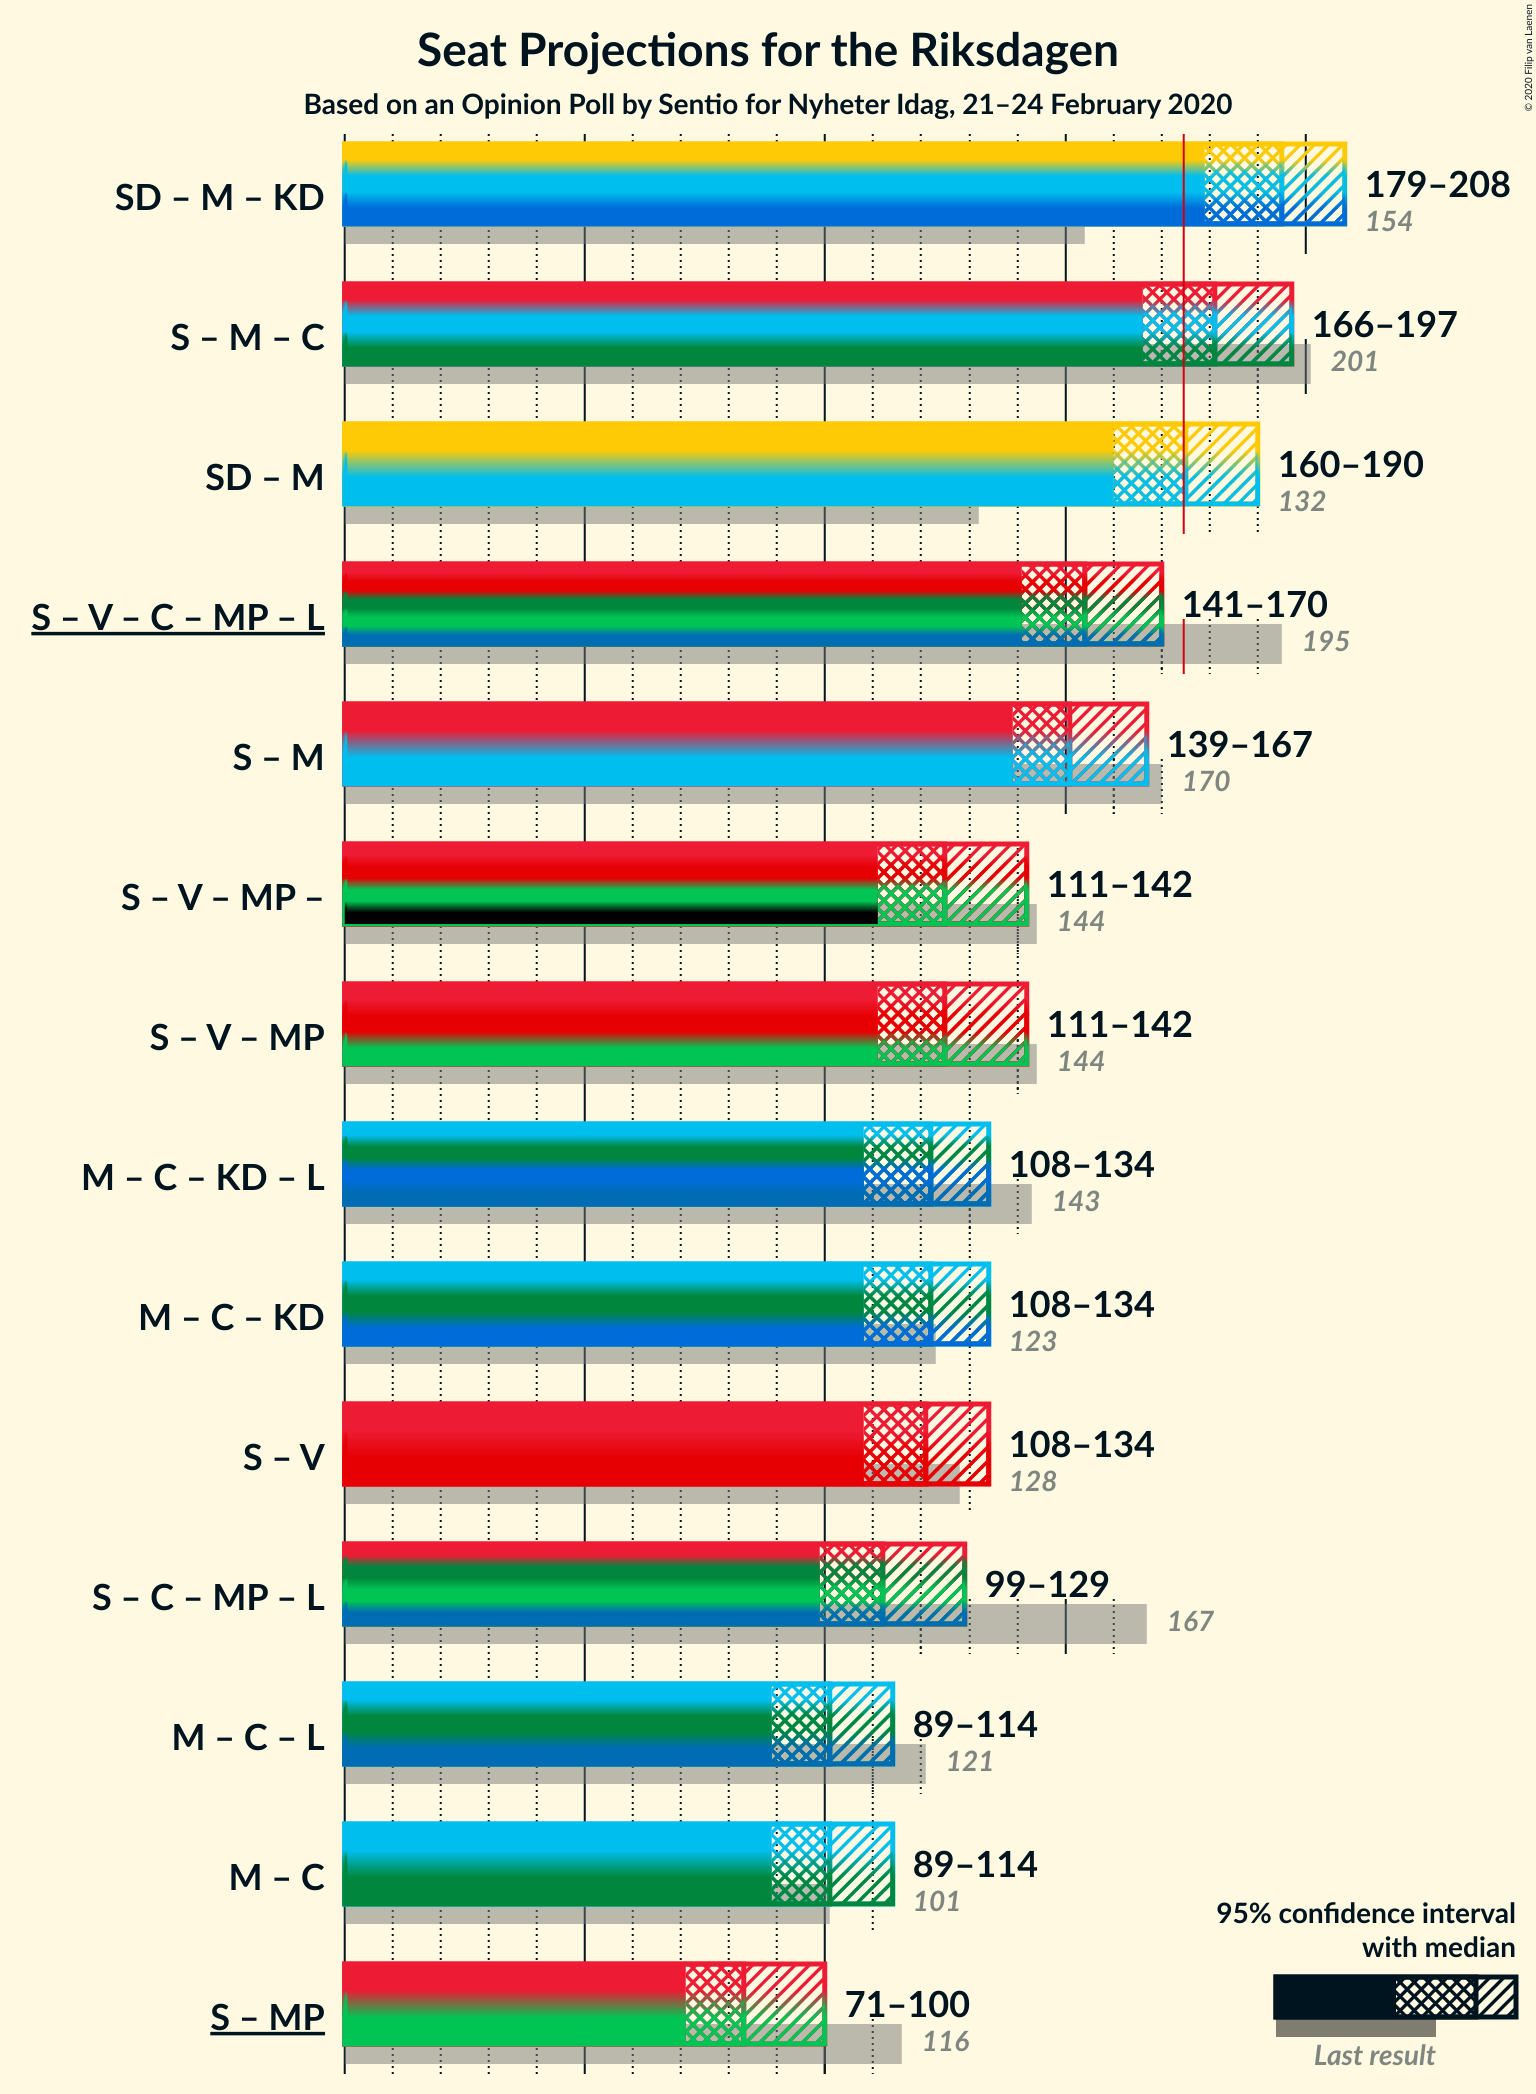 Seat Projections for the Riksdagen
Based on an Opinion Poll by Sentio for Nyheter Idag, 21–24 February 2020
© 2020 Filip van Laenen
SD – M – KD
179–208
154
S – M – C
166–197
201
SD – M
160–190
132
S – V – C – MP – L
141–170
195
S – M
139–167
170
S – V – MP –
111–142
144
S – V – MP
111–142
144
M – C – KD – L
108–134
143
M – C – KD
108–134
123
S – V
108–134
128
S – C – MP – L
99–129
167
M – C – L
89–114
121
M – C
89–114
101
S – MP
71–100
116
95% confidence interval
with median
Last result